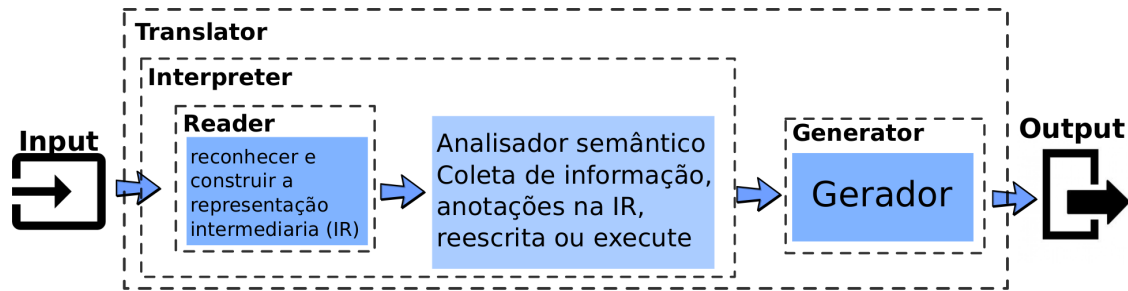 Translator
Interpreter
Input
Reader
reconhecer e
construir a
representação
intermediaria (IR)
Analisador semântico
Coleta de informação,
anotações na IR,
reescrita ou execute
Generator
Gerador
Output